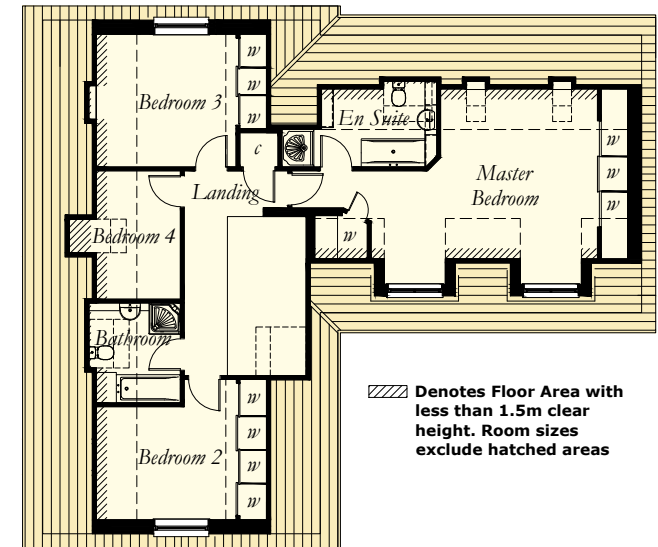 Bedroom 3
w
w
w
En Suite
c
Landing
Master
Bedroom
w
w
w
Bedroom 4
w
Bathroom
Bedroom 2
w
w
w
w
Denotes Floor Area with
less than 1.5m clear
height. Room sizes
exclude hatched areas